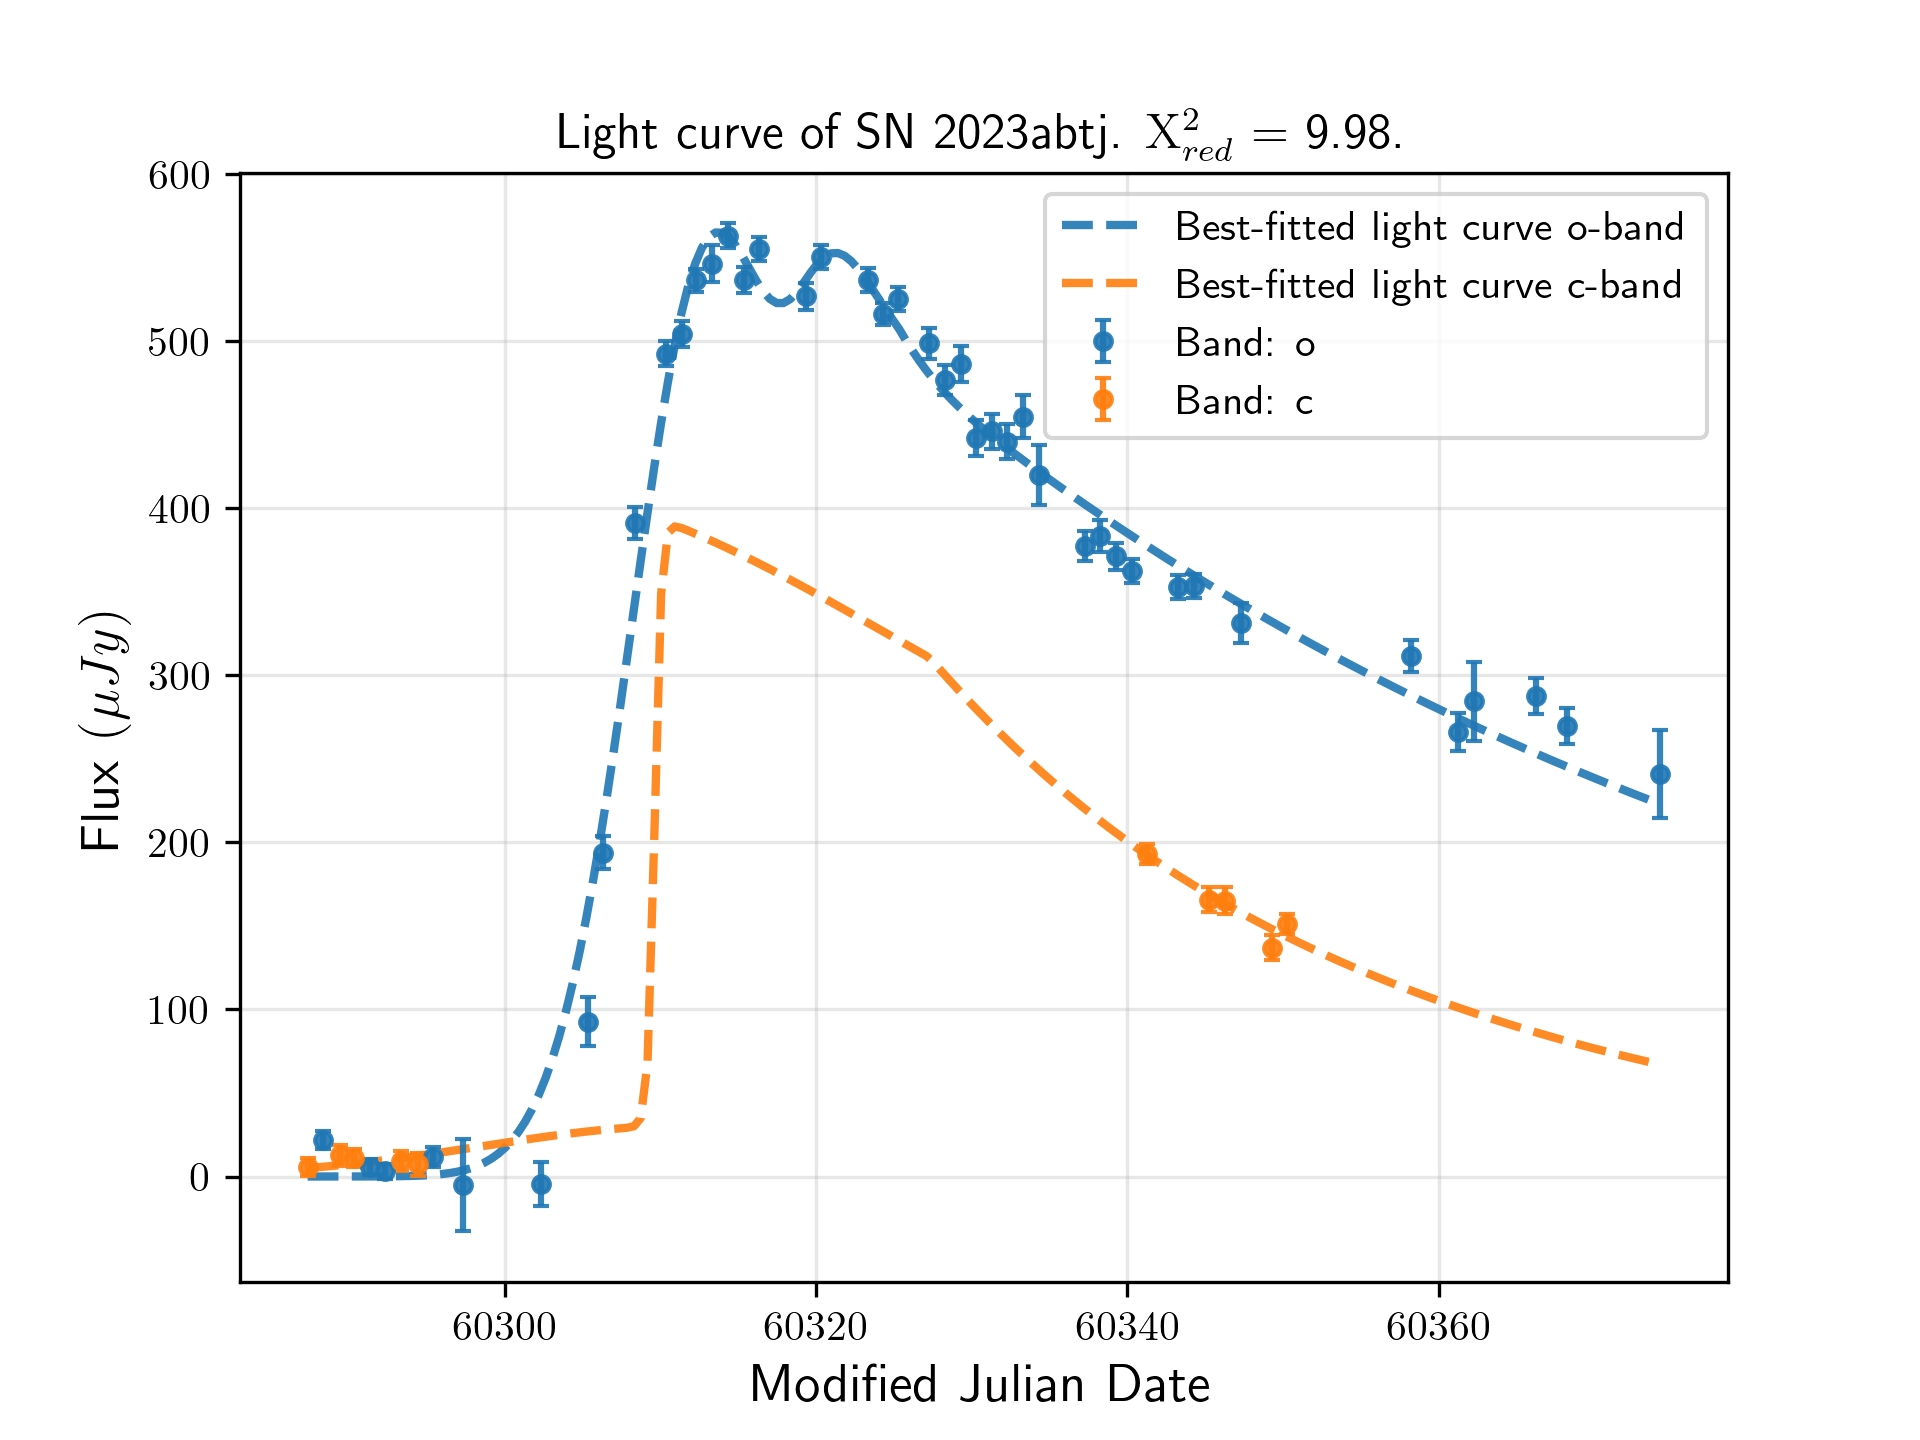 Light curve of SN 2023abtj. X²_red = 9.98.
600
500
400
300
200
100
0
Flux (μJy)
Best-fitted light curve o-band
Best-fitted light curve c-band
Band: o
Band: c
60300 60320 60340 60360
Modified Julian Date